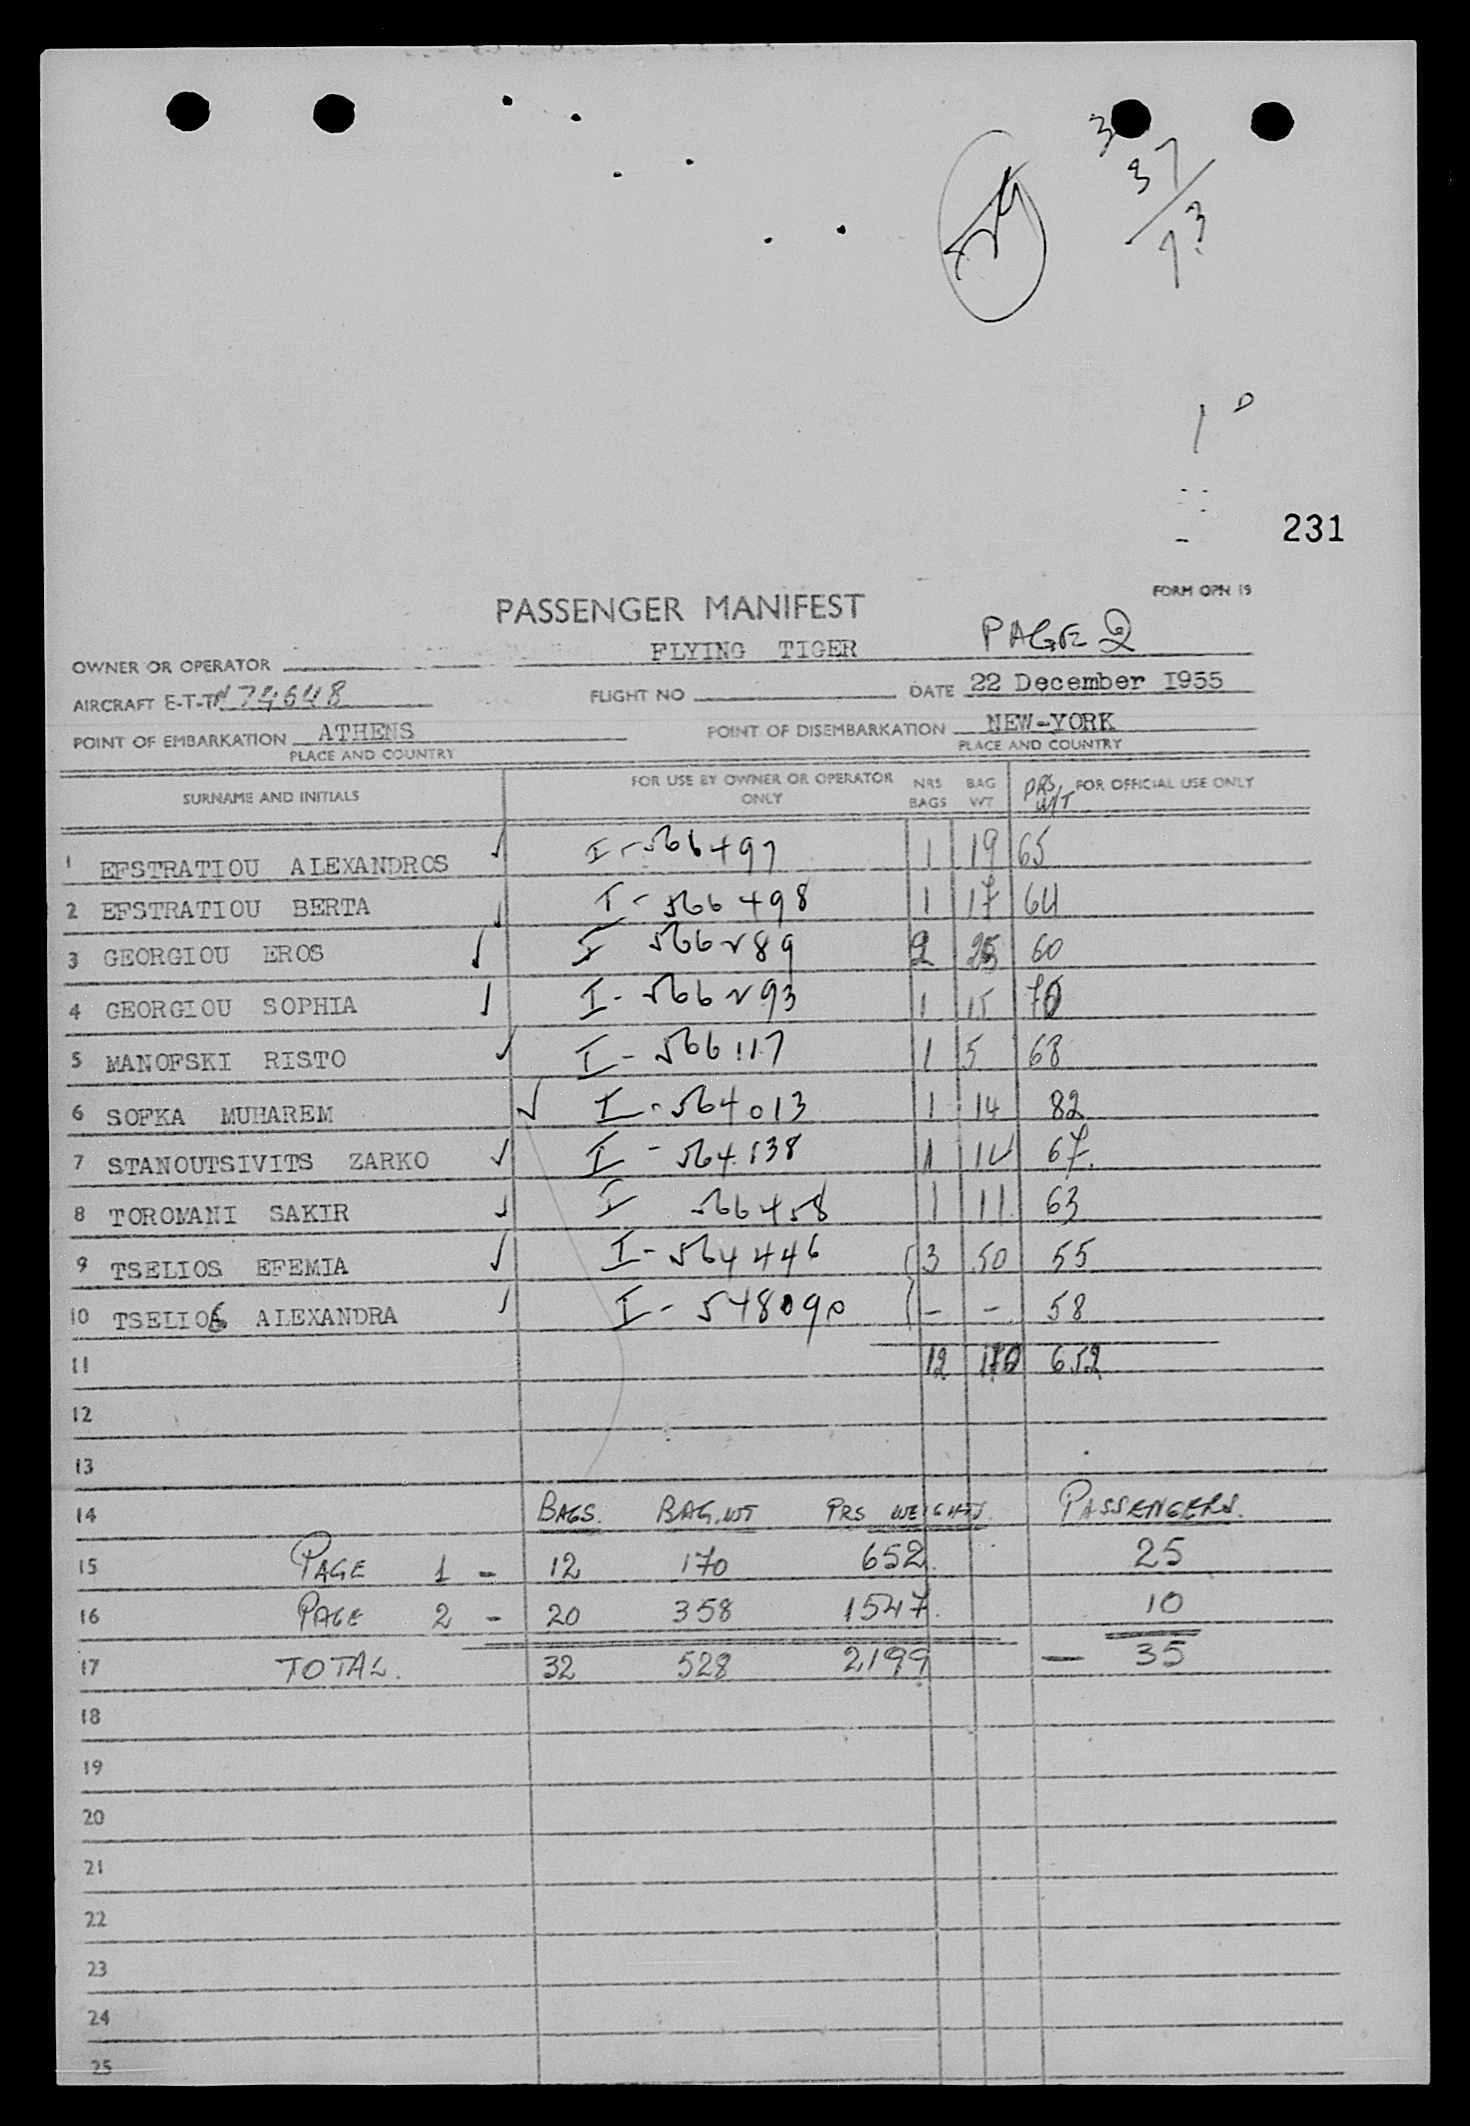 3
37
73
231
FORM OPN 19
PASSENGER MANIFEST
PAGE 2
OWNER OR OPERATOR FLYING TIGER
AIRCRAFT E-T-T N74648 FLIGHT NO DATE 22 December I955
POINT OF EMBARKATION ATHENS POINT OF DISEMBARKATION NEW-YORK
PLACE AND COUNTRY PLACE AND COUNTRY
SURNAME AND INITIALS FOR USE BY OWNER OR OPERATOR ONLY NRS BAGS BAG WT PRS WT FOR OFFICIAL USE ONLY
1 EFSTRATIOU ALEXANDROS I-566497 1 19 65
2 EFSTRATIOU BERTA I-566498 1 17 64
3 GEORGIOU EROS I 566289 2 25 60
4 GEORGIOU SOPHIA I-566293 1 15 70
5 MANOFSKI RISTO I-566117 1 5 68
6 SOFKA MUHAREM I-564013 1 14 82
7 STANOUTSIVITS ZARKO I-564138 1 14 67.
8 TOROMANI SAKIR I 566458 1 11 63
9 TSELIOS EFEMIA I-564446 3 50 55
10 TSELIOS ALEXANDRA I-548090 - - 58
11 12 170 652
12
13
14 BAGS. BAG.WT PRS WEIGHTS. PASSENGERS.
15 PAGE 1 - 12 170 652. 25
16 PAGE 2 - 20 358 1547. 10
17 TOTAL. 32 528 2199 — 35
18
19
20
21
22
23
24
25